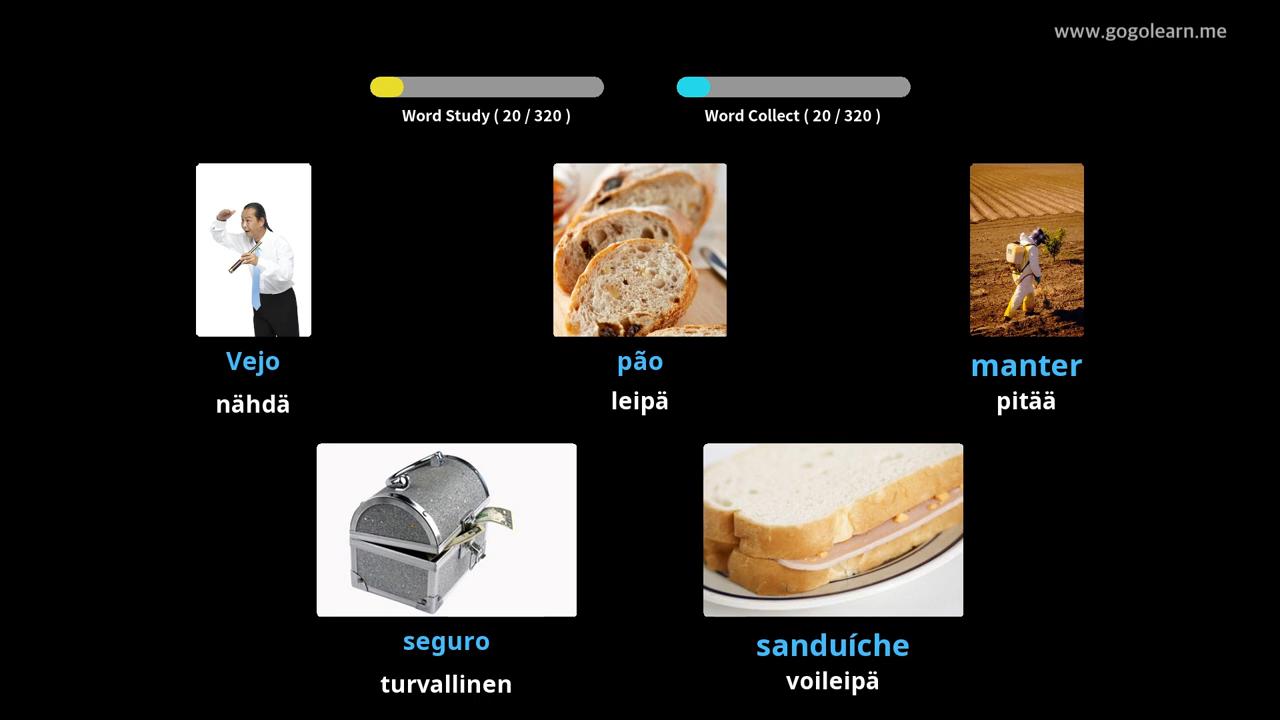 www.gogolearn.me
Word Study ( 20 / 320 )
Word Collect ( 20 / 320 )
Vejo
nähdä
pão
leipä
manter
pitää
seguro
turvallinen
sanduíche
voileipä